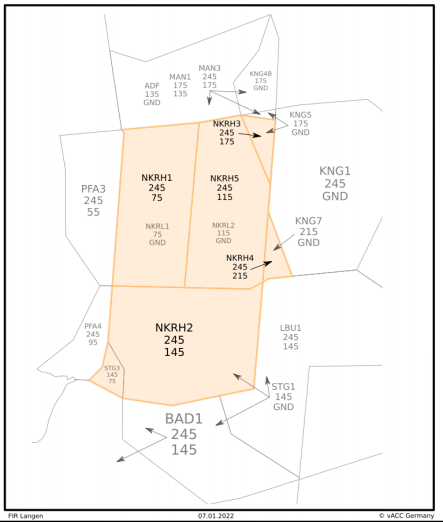 MAN3
245
175
MAN1
175
135
ADF
135
GND
KNG4B
175
GND
KNG5
175
GND
NKRH3
245
175
PFA3
245
55
NKRH1
245
75
NKRH5
245
115
KNG1
245
GND
NKRL1
75
GND
NKRL2
115
GND
KNG7
215
GND
NKRH4
245
215
PFA4
245
95
NKRH2
245
145
LBU1
245
145
STG3
145
75
STG1
145
GND
BAD1
245
145
FIR Langen 07.01.2022 © vACC Germany